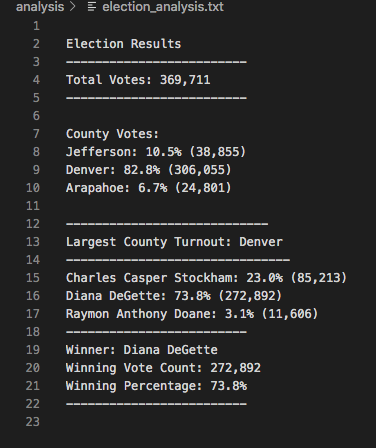 analysis > election_analysis.txt
1
2 Election Results
3 -------------------------
4 Total Votes: 369,711
5 -------------------------
6
7 County Votes:
8 Jefferson: 10.5% (38,855)
9 Denver: 82.8% (306,055)
10 Arapahoe: 6.7% (24,801)
11
12 ----------------------------
13 Largest County Turnout: Denver
14 -------------------------------
15 Charles Casper Stockham: 23.0% (85,213)
16 Diana DeGette: 73.8% (272,892)
17 Raymon Anthony Doane: 3.1% (11,606)
18 -------------------------
19 Winner: Diana DeGette
20 Winning Vote Count: 272,892
21 Winning Percentage: 73.8%
22 -------------------------
23